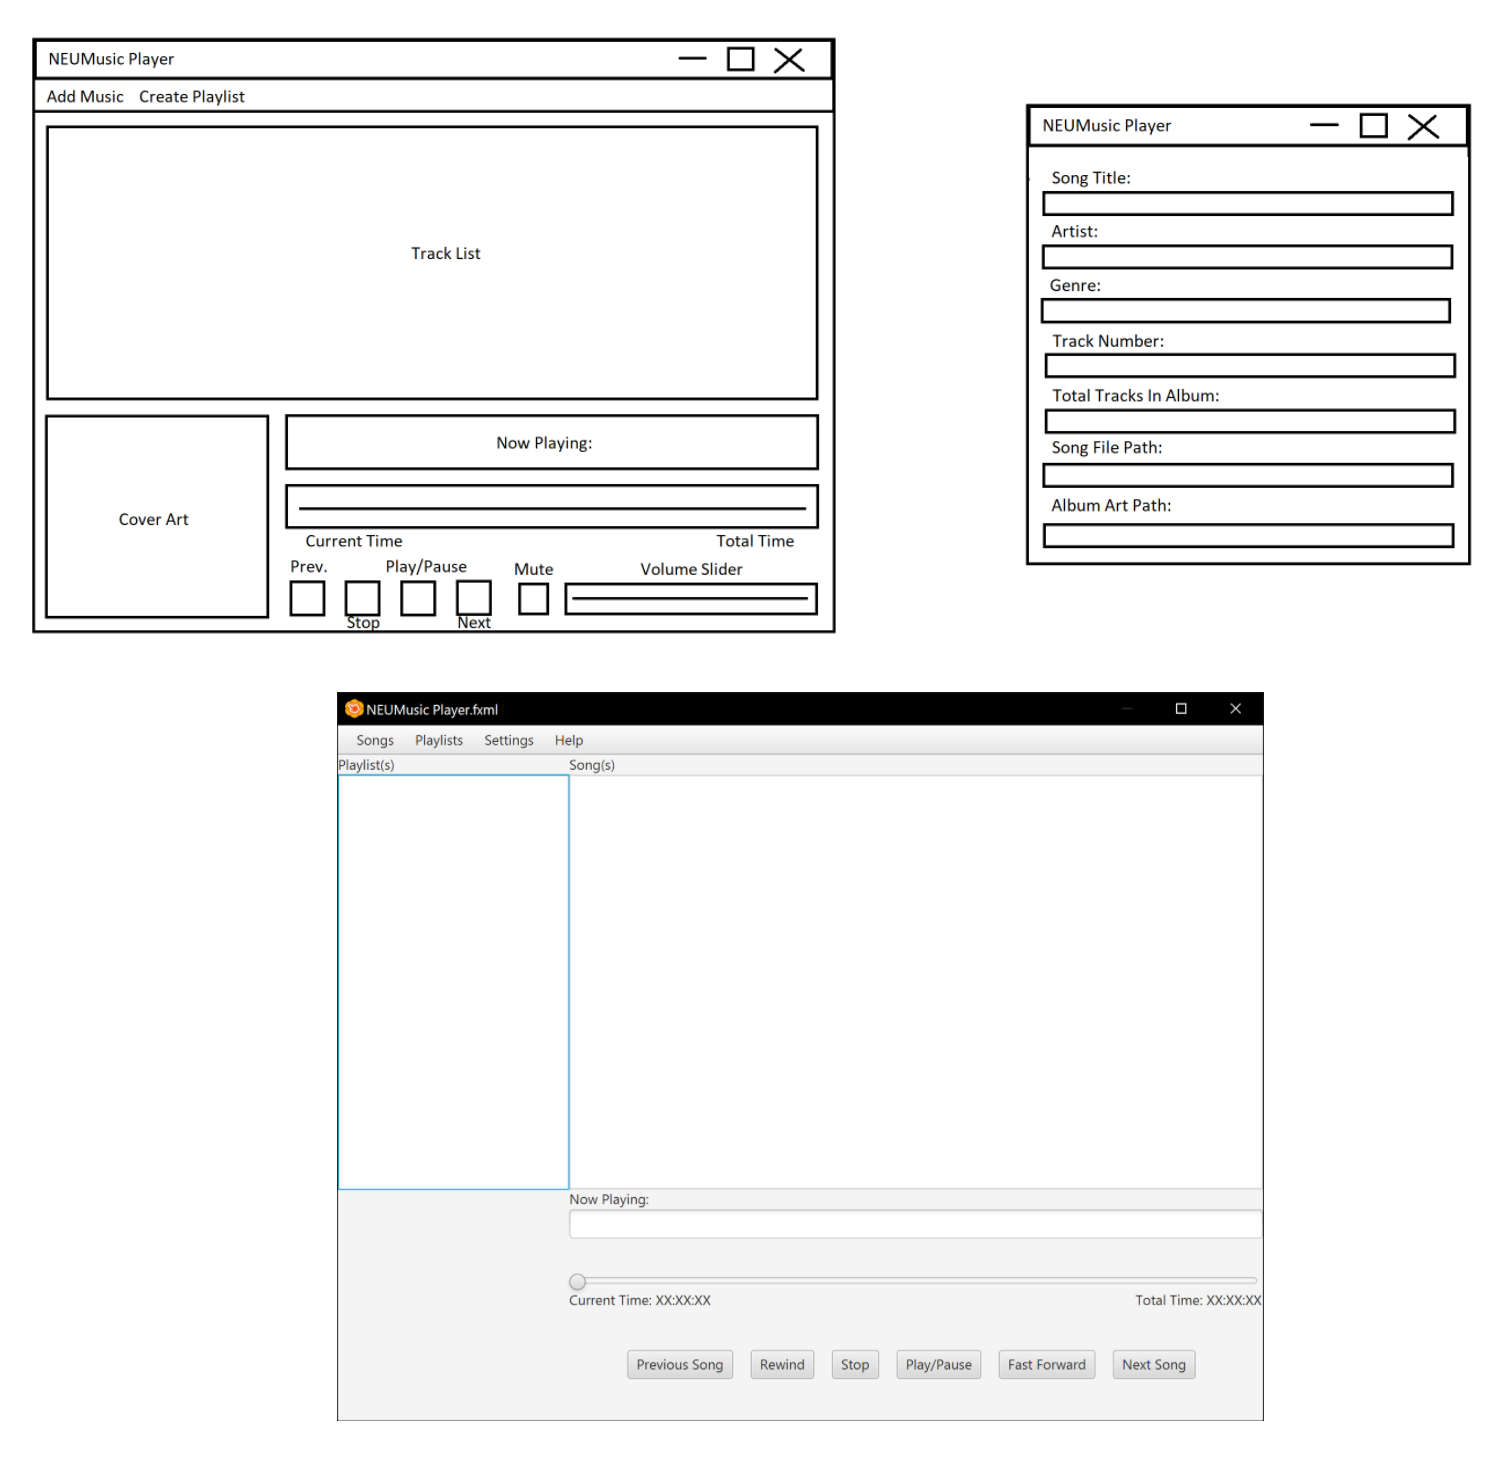 NEUMusic Player
Add Music Create Playlist
Track List
Cover Art
Now Playing:
Current Time Total Time
Prev. Play/Pause Mute Volume Slider
Stop Next
NEUMusic Player
Song Title:
Artist:
Genre:
Track Number:
Total Tracks In Album:
Song File Path:
Album Art Path:
NEUMusic Player.fxml
Songs Playlists Settings Help
Playlist(s) Song(s)
Now Playing:
Current Time: XX:XX:XX Total Time: XX:XX:XX
Previous Song Rewind Stop Play/Pause Fast Forward Next Song